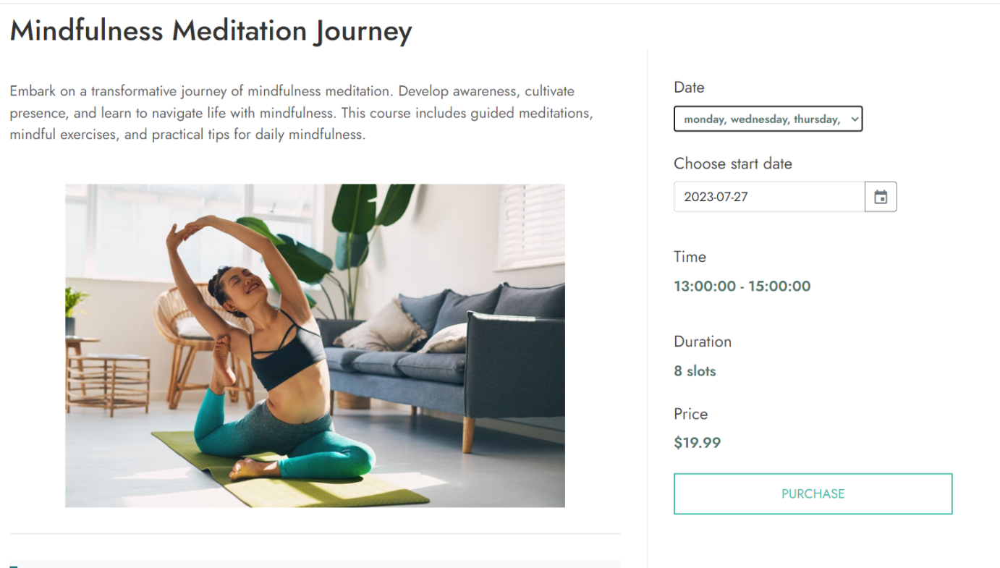 Mindfulness Meditation Journey
Embark on a transformative journey of mindfulness meditation. Develop awareness, cultivate
presence, and learn to navigate life with mindfulness. This course includes guided meditations,
mindful exercises, and practical tips for daily mindfulness.
Date
monday, wednesday, thursday,
Choose start date
2023-07-27
Time
13:00:00 - 15:00:00
Duration
8 slots
Price
$19.99
PURCHASE